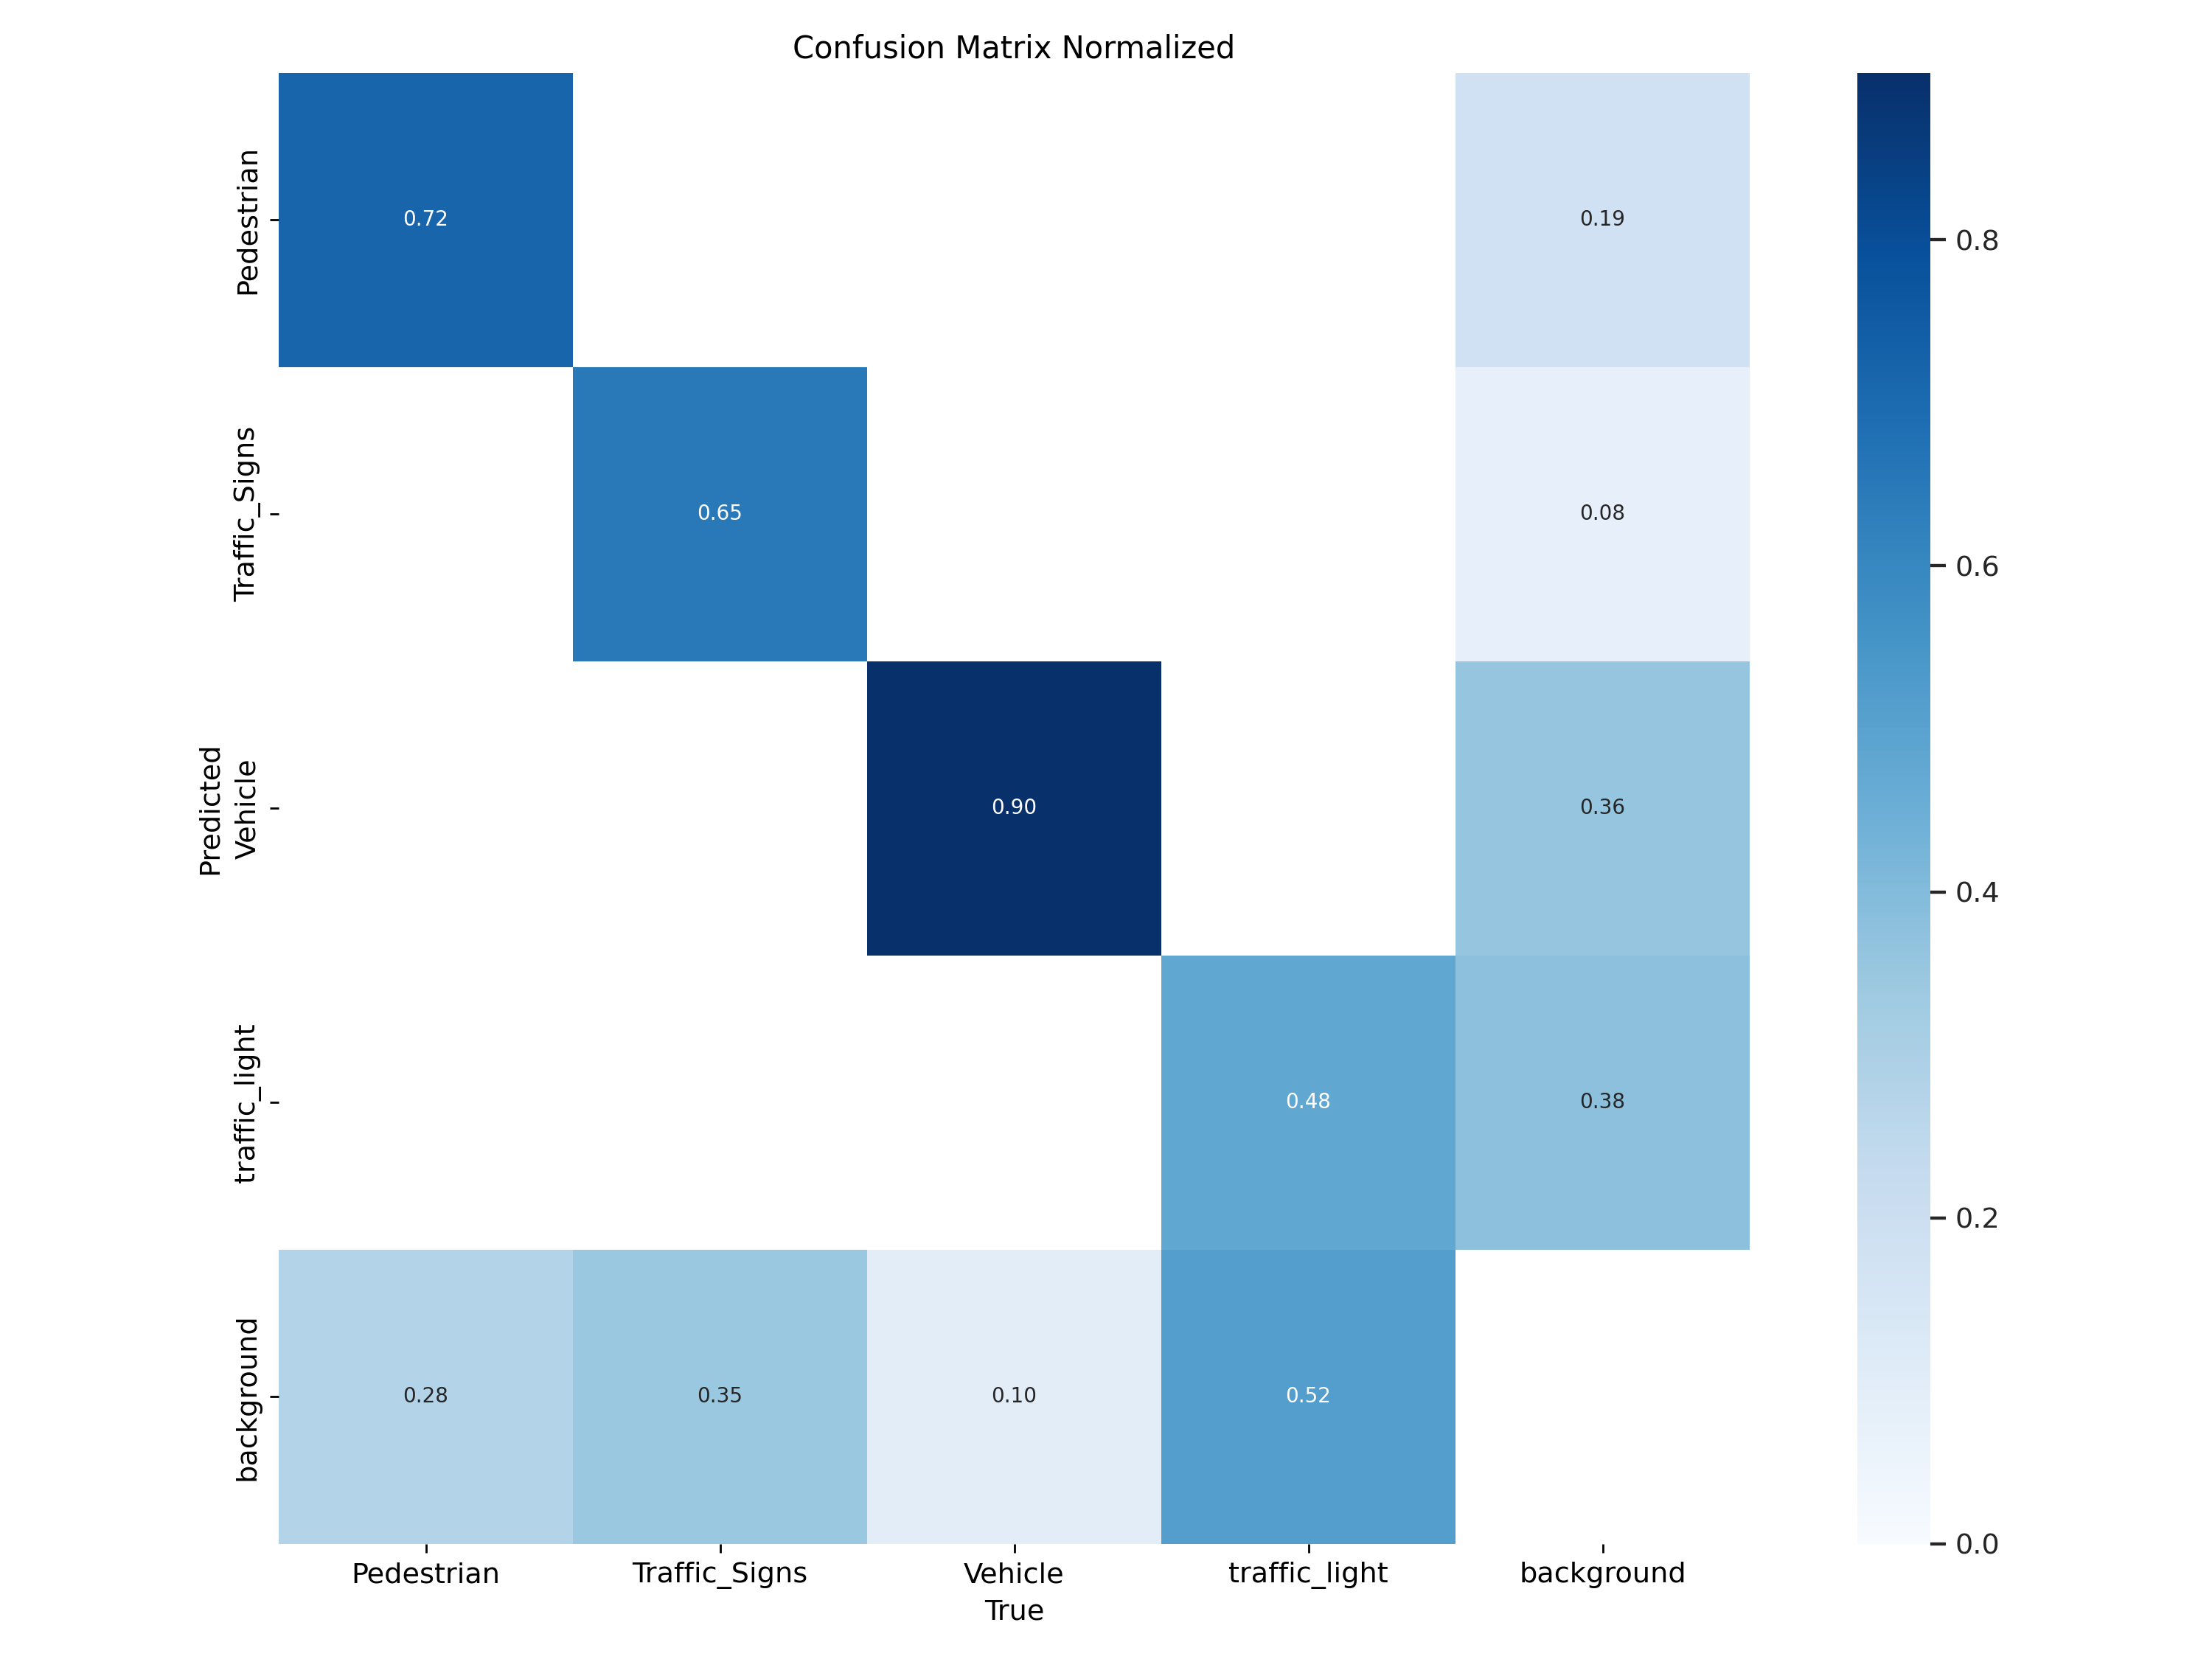 Confusion Matrix Normalized
Pedestrian
0.72
0.19
0.8
Traffic_Signs
0.65
0.08
0.6
Predicted
Vehicle
0.90
0.36
0.4
traffic_light
0.48
0.38
0.2
background
0.28
0.35
0.10
0.52
0.0
Pedestrian
Traffic_Signs
Vehicle
traffic_light
background
True